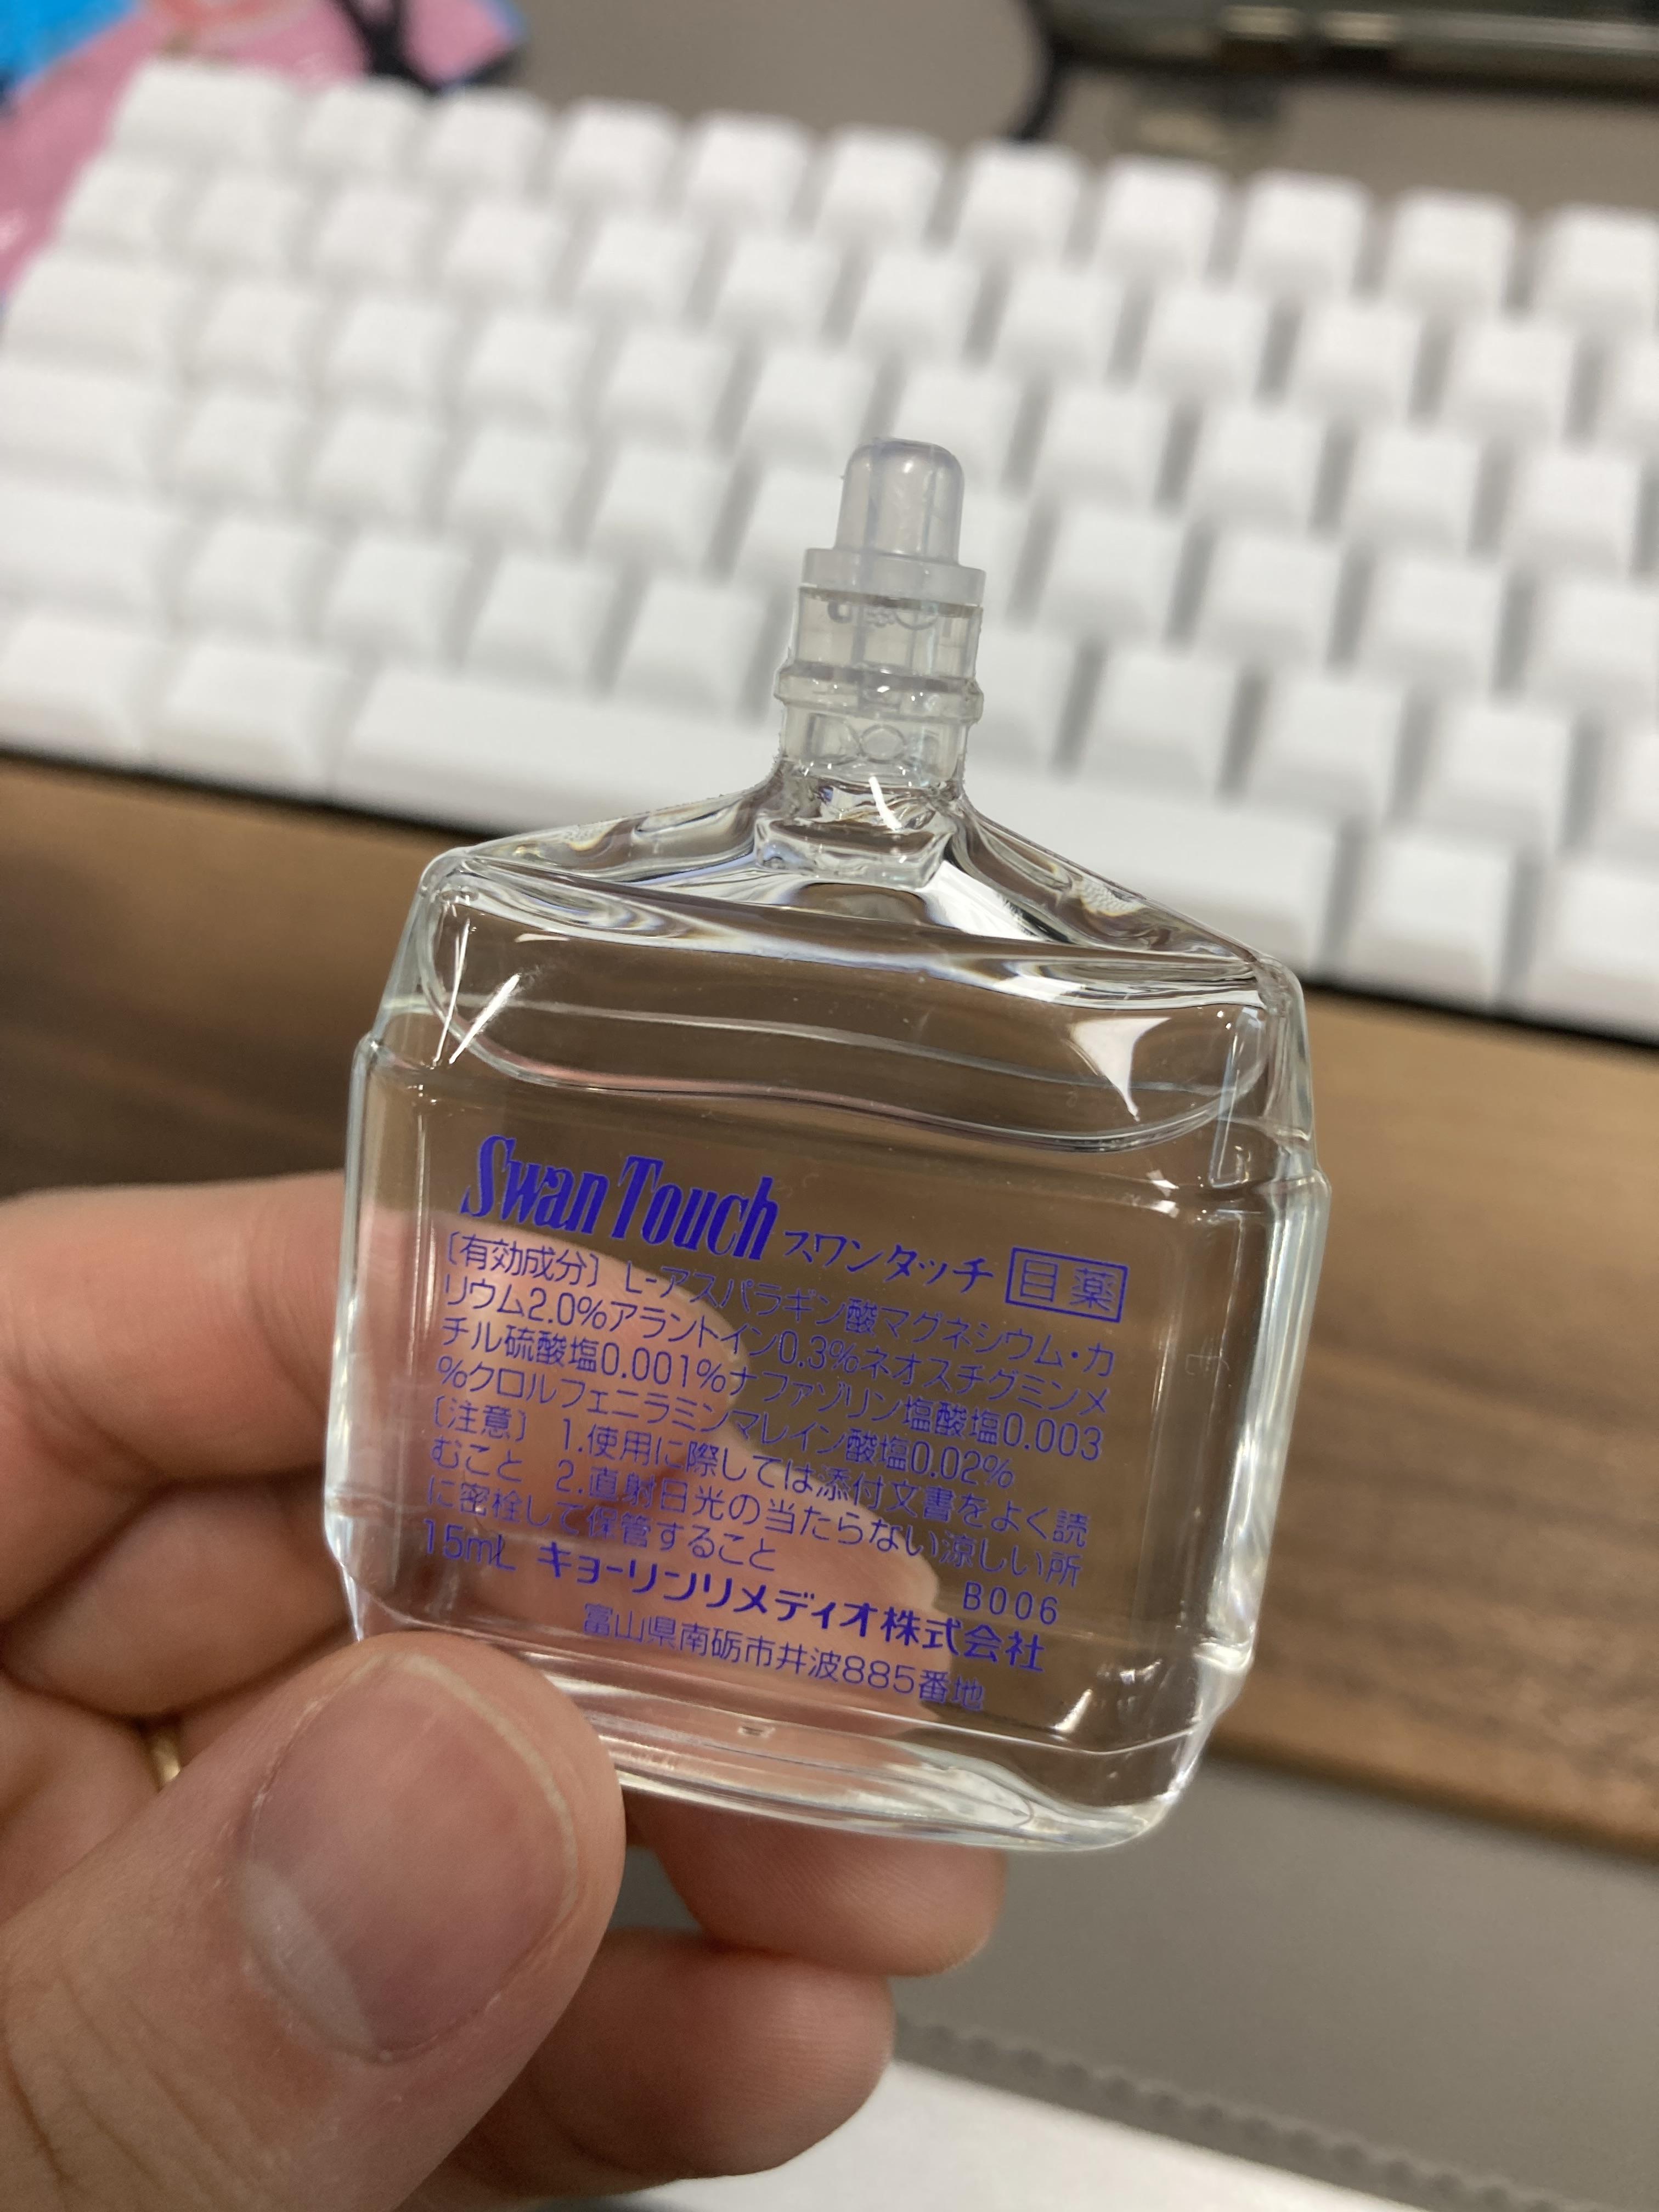 Swan Touch スワンタッチ 目薬
〔有効成分〕 L-アスパラギン酸マグネシウム・カ
リウム2.0%アラントイン0.3%ネオスチグミンメ
チル硫酸塩0.001%ナファゾリン塩酸塩0.003
%クロルフェニラミンマレイン酸塩0.02%
〔注意〕 1.使用に際しては添付文書をよく読
むこと 2.直射日光の当たらない涼しい所
に密栓して保管すること
B006
15mL キョーリンリメディオ株式会社
富山県南砺市井波885番地